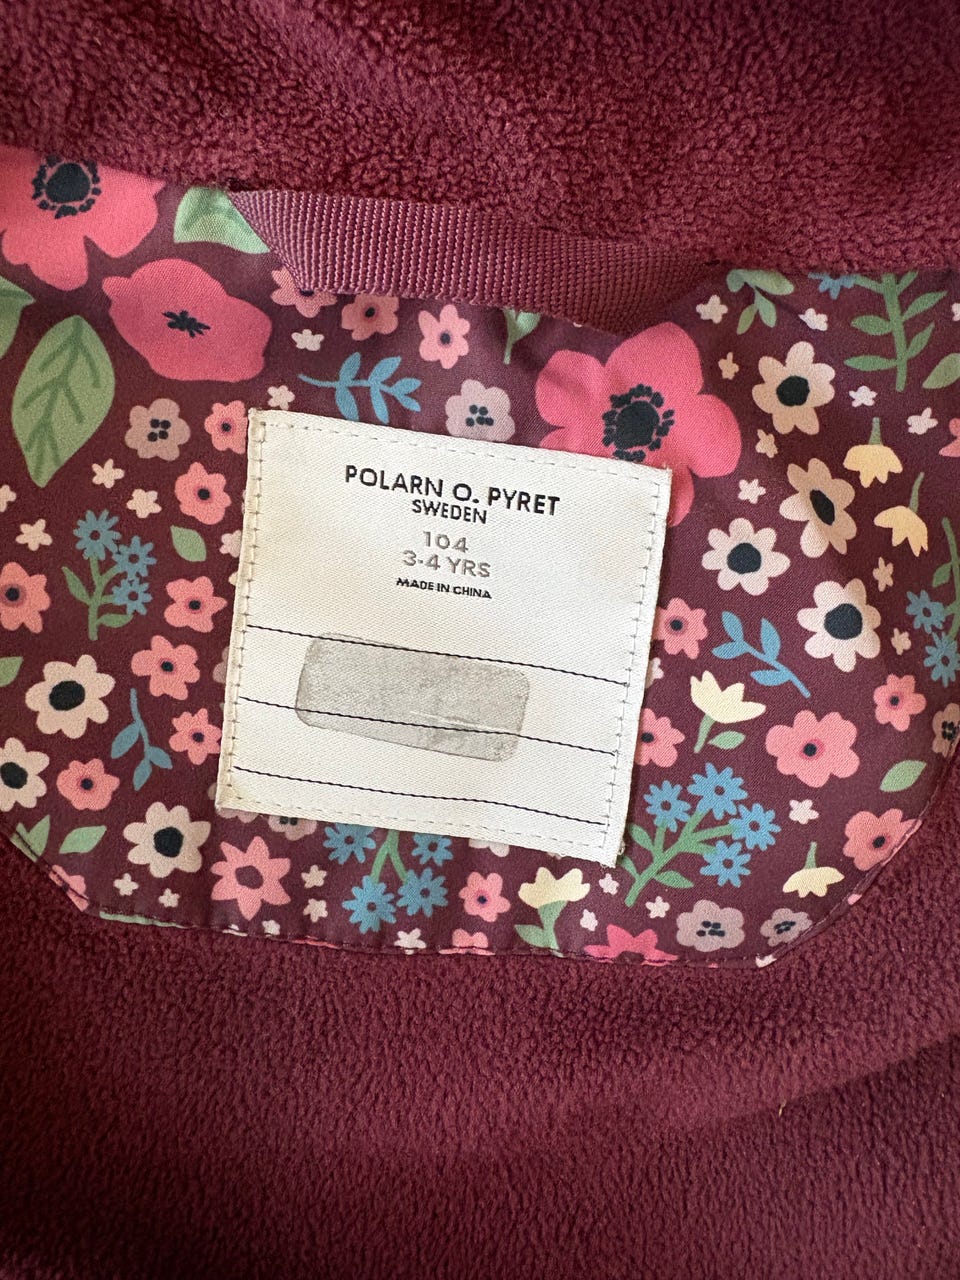 POLARN O. PYRET
SWEDEN
104
3-4 YRS
MADE IN CHINA